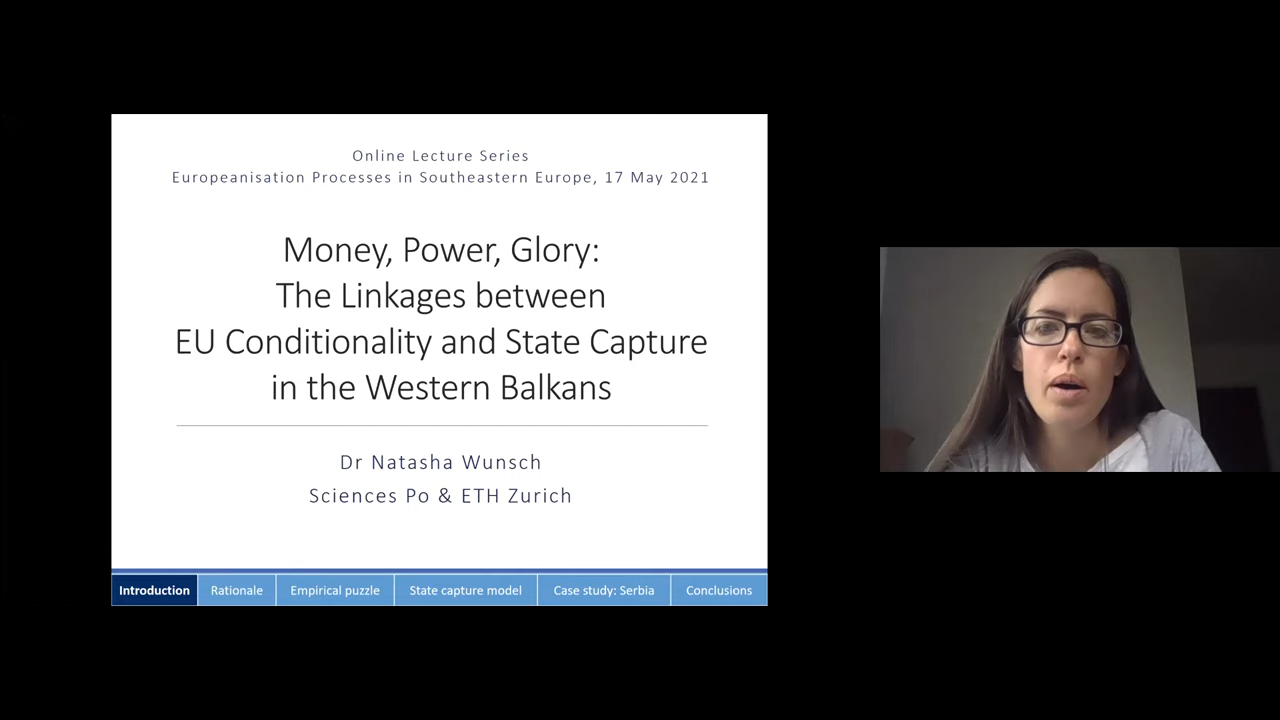 Online Lecture Series
Europeanisation Processes in Southeastern Europe, 17 May 2021
Money, Power, Glory:
The Linkages between
EU Conditionality and State Capture
in the Western Balkans
Dr Natasha Wunsch
Sciences Po & ETH Zurich
Introduction Rationale Empirical puzzle State capture model Case study: Serbia Conclusions